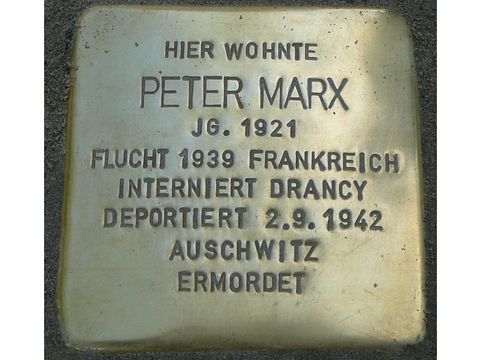 HIER WOHNTE
PETER MARX
JG. 1921
FLUCHT 1939 FRANKREICH
INTERNIERT DRANCY
DEPORTIERT 2.9.1942
AUSCHWITZ
ERMORDET